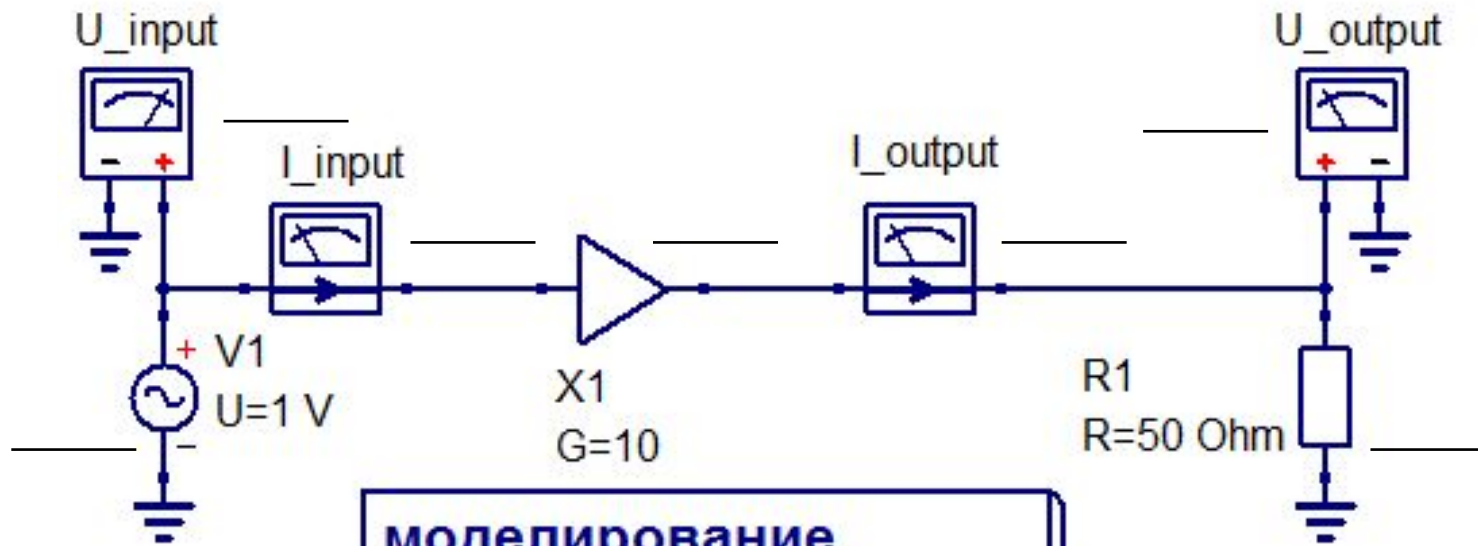 U_input
U_output
I_input
I_output
V1
U=1 V
X1
G=10
R1
R=50 Ohm
моделирование